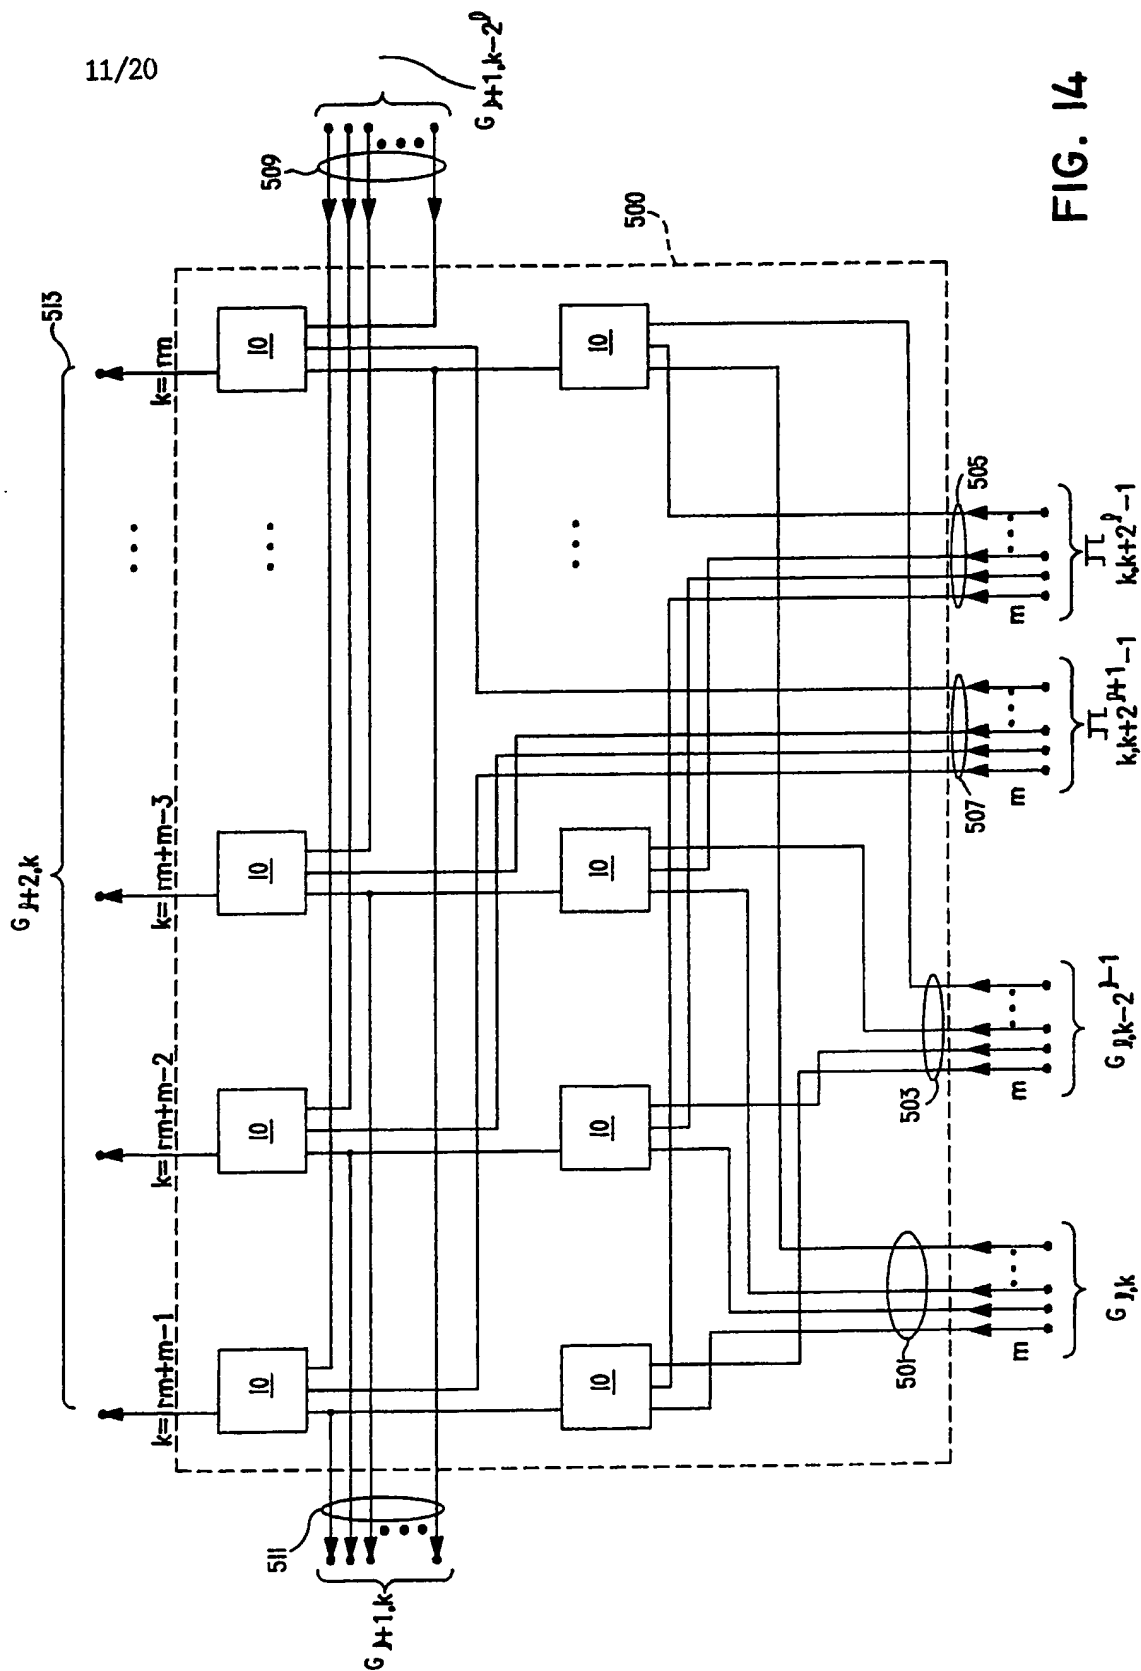 11/20
G l+2,k
513
k=rm+m-1
k=rm+m-2
k=rm+m-3
• • •
k=rm
509
G l+1,k-2^l
500
10
10
10
• • •
10
511
G l+1,k
10
10
10
• • •
10
501
503
507
505
m
m
m
m
G l,k
G l,k-2^l-1
π k,k+2^l+1-1
π k,k+2^l-1
FIG. 14